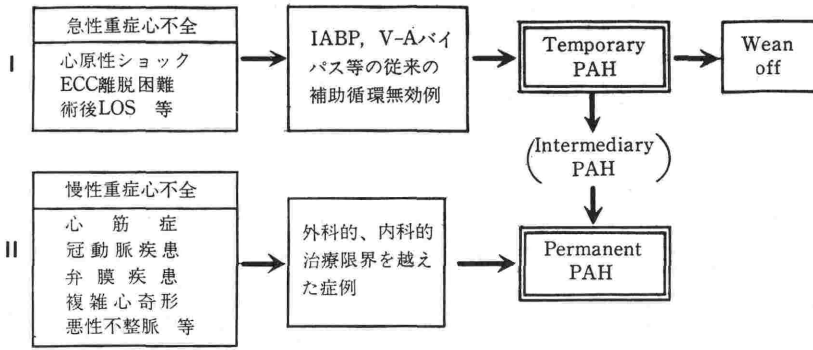 I
急性重症心不全
心原性ショック
ECC離脱困難
術後LOS 等
IABP, V-Aバイ
パス等の従来の
補助循環無効例
Temporary
PAH
Wean
off
(Intermediary
PAH)
II
慢性重症心不全
心筋症
冠動脈疾患
弁膜疾患
複雑心奇形
悪性不整脈 等
外科的、内科的
治療限界を越え
た症例
Permanent
PAH